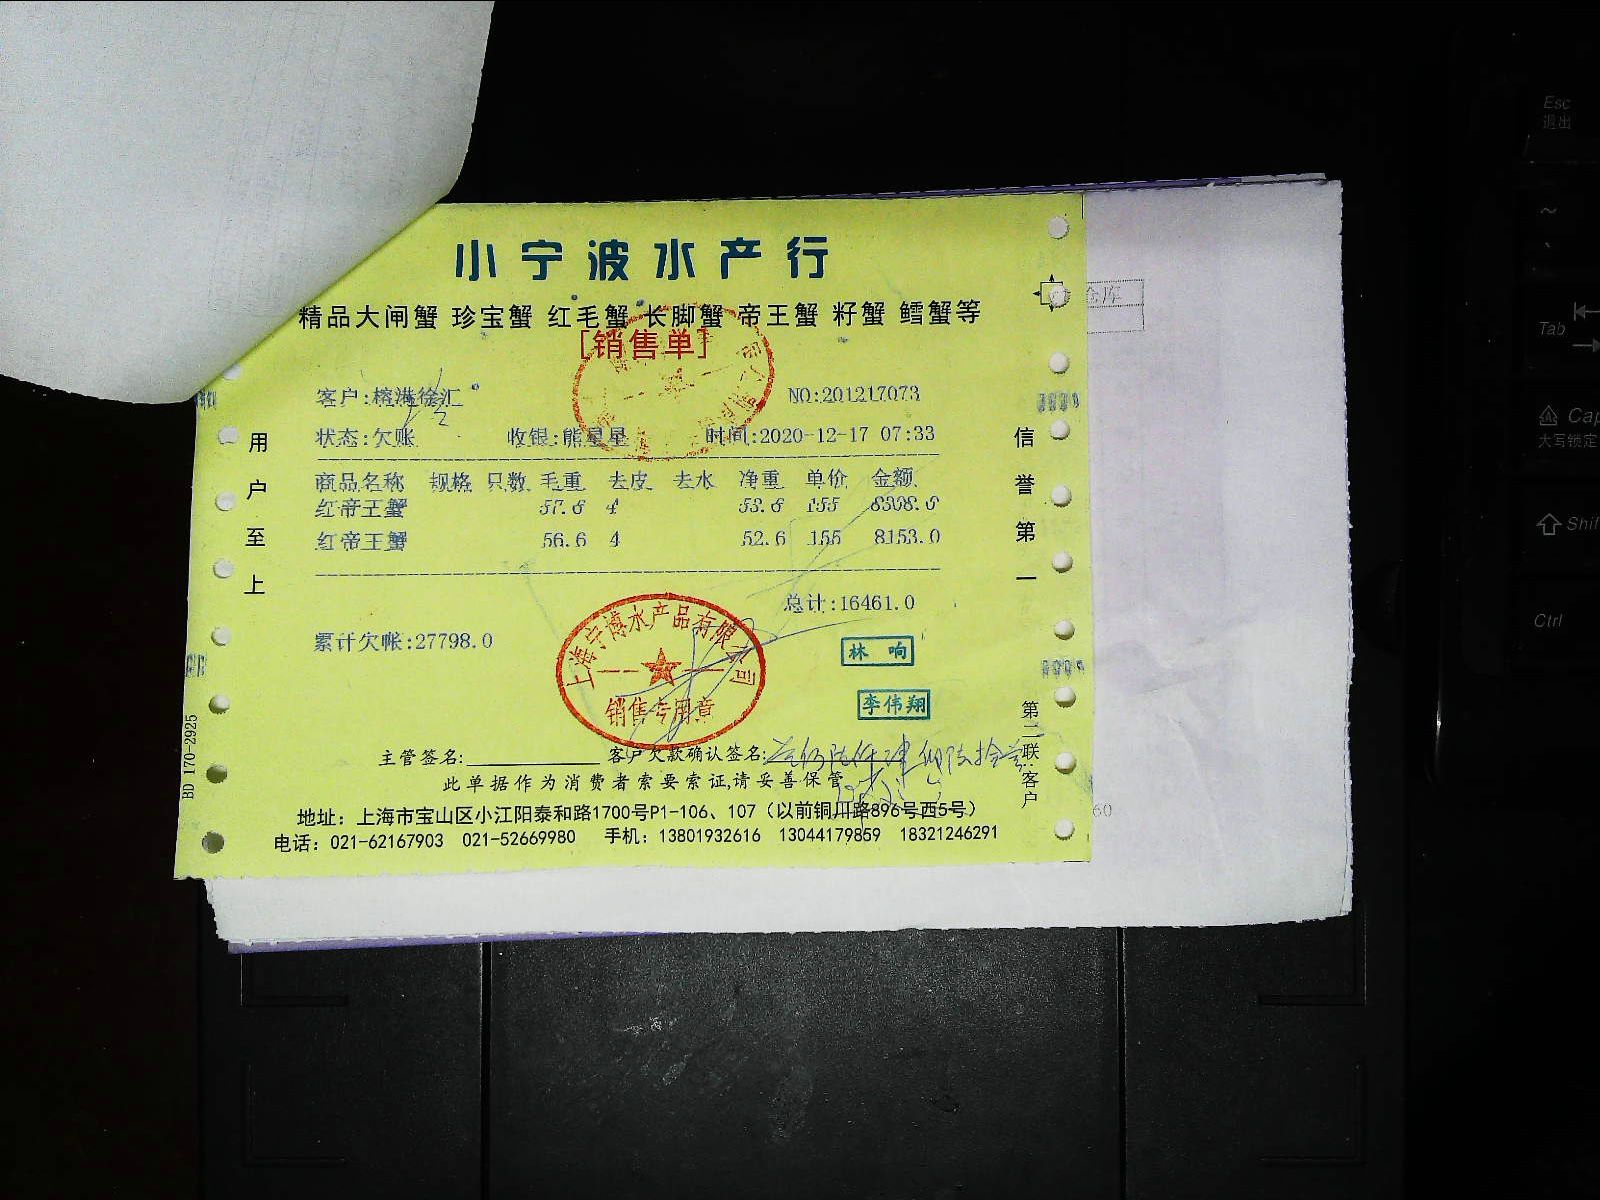 小宁波水产行
精品大闸蟹 珍宝蟹 红毛蟹 长脚蟹 帝王蟹 籽蟹 鳕蟹等
[销售单]
客户:榕港徐汇 NO:201217073
状态:欠账 收银:熊星星 时间:2020-12-17 07:33
商品名称 规格 只数 毛重 去皮 去水 净重 单价 金额
红帝王蟹 57.6 4 53.6 155 8308.0
红帝王蟹 56.6 4 52.6 155 8153.0
总计:16461.0
累计欠帐:27798.0
上海宁博水产品有限公司
销售专用章
林响
李伟翔
主管签名: 客户欠款确认签名:
此单据作为消费者索要索证,请妥善保管
地址：上海市宝山区小江阳泰和路1700号P1-106、107（以前铜川路896号西5号）
电话：021-62167903 021-52669980 手机：13801932616 13044179859 18321246291
用户至上
信誉第一
第二联:客户
BD 170-2925
仓库
60
Esc
退出
~
Tab
Cap
大写锁定
Shif
Ctrl